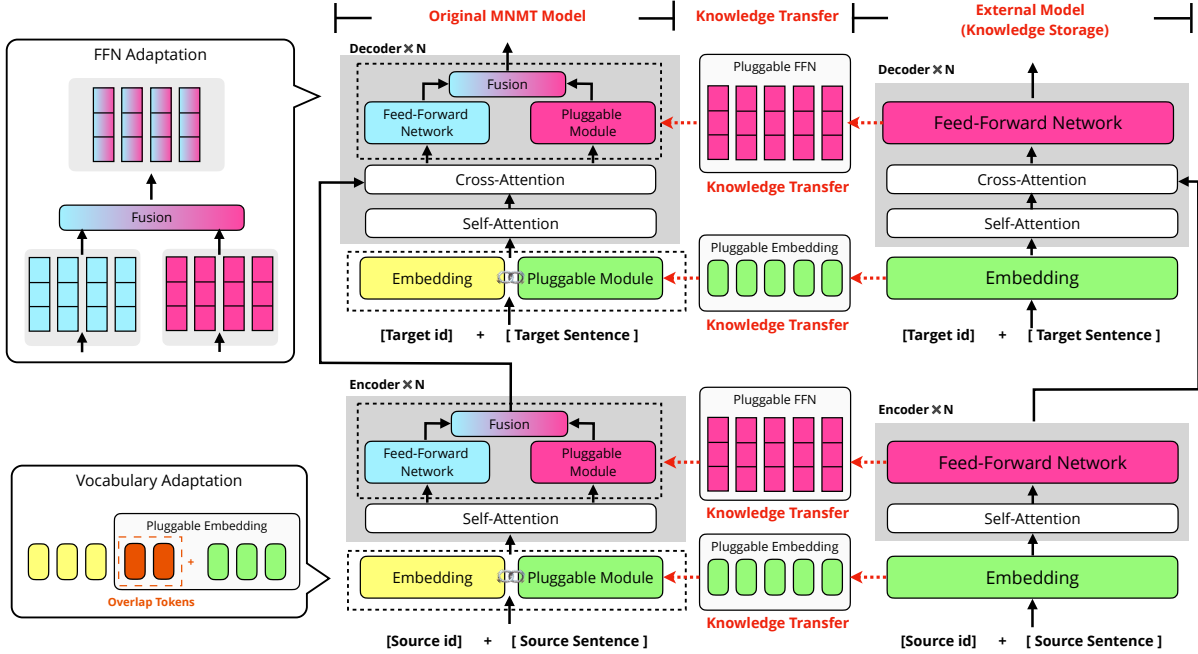 Original MNMT Model
Knowledge Transfer
External Model
(Knowledge Storage)
FFN Adaptation
Fusion
Decoder × N
Fusion
Feed-Forward
Network
Pluggable
Module
Cross-Attention
Self-Attention
Embedding
Pluggable Module
[Target id] + [ Target Sentence ]
Pluggable FFN
Knowledge Transfer
Pluggable Embedding
Knowledge Transfer
Decoder × N
Feed-Forward Network
Cross-Attention
Self-Attention
Embedding
[Target id] + [ Target Sentence ]
Vocabulary Adaptation
Pluggable Embedding
+
Overlap Tokens
Encoder × N
Fusion
Feed-Forward
Network
Pluggable
Module
Self-Attention
Embedding
Pluggable Module
[Source id] + [ Source Sentence ]
Pluggable FFN
Knowledge Transfer
Pluggable Embedding
Knowledge Transfer
Encoder × N
Feed-Forward Network
Self-Attention
Embedding
[Source id] + [ Source Sentence ]